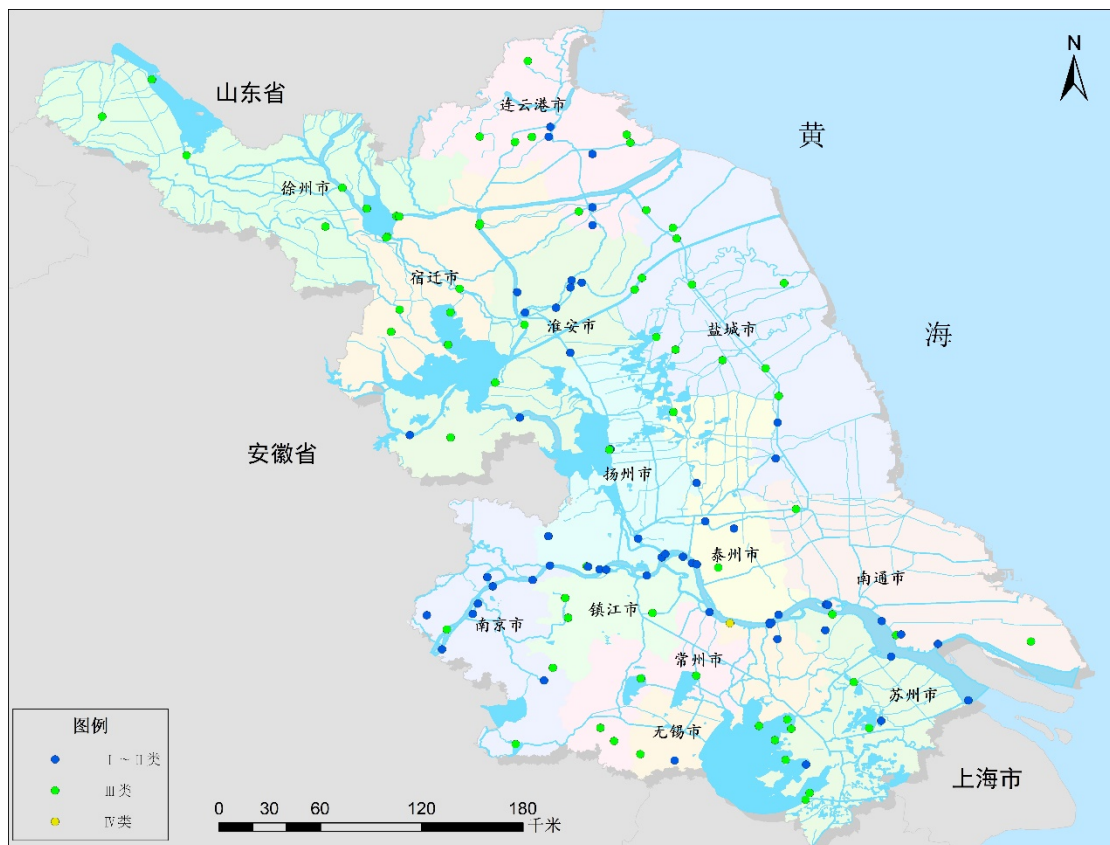 N
山东省
连云港市
黄
徐州市
宿迁市
淮安市
盐城市
海
安徽省
扬州市
泰州市
南通市
镇江市
南京市
常州市
苏州市
无锡市
上海市
图例
Ⅰ~Ⅱ类
Ⅲ类
Ⅳ类
0 30 60 120 180
千米